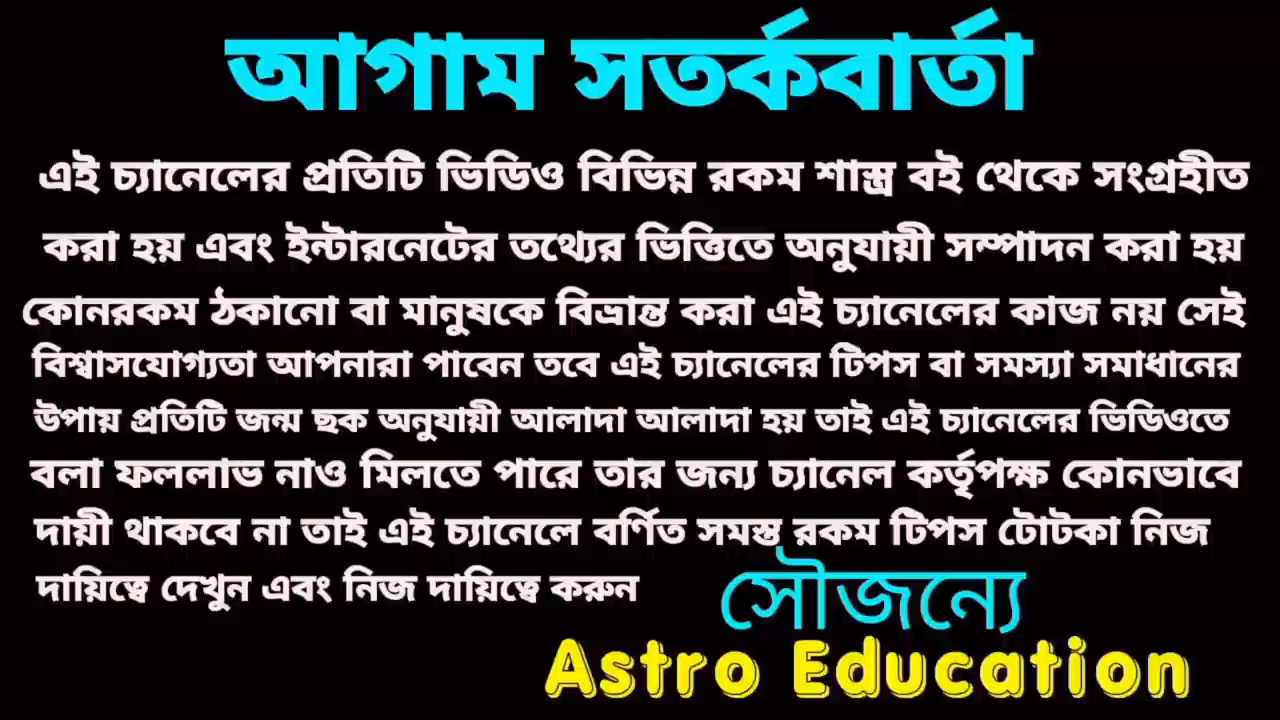 আগাম সতর্কবার্তা
এই চ্যানেলের প্রতিটি ভিডিও বিভিন্ন রকম শাস্ত্র বই থেকে সংগ্রহীত
করা হয় এবং ইন্টারনেটের তথ্যের ভিত্তিতে অনুযায়ী সম্পাদন করা হয়
কোনরকম ঠকানো বা মানুষকে বিভ্রান্ত করা এই চ্যানেলের কাজ নয় সেই
বিশ্বাসযোগ্যতা আপনারা পাবেন তবে এই চ্যানেলের টিপস বা সমস্যা সমাধানের
উপায় প্রতিটি জন্ম ছক অনুযায়ী আলাদা আলাদা হয় তাই এই চ্যানেলের ভিডিওতে
বলা ফললাভ নাও মিলতে পারে তার জন্য চ্যানেল কর্তৃপক্ষ কোনভাবে
দায়ী থাকবে না তাই এই চ্যানেলে বর্ণিত সমস্ত রকম টিপস টোটকা নিজ
দায়িত্বে দেখুন এবং নিজ দায়িত্বে করুন
সৌজন্যে
Astro Education